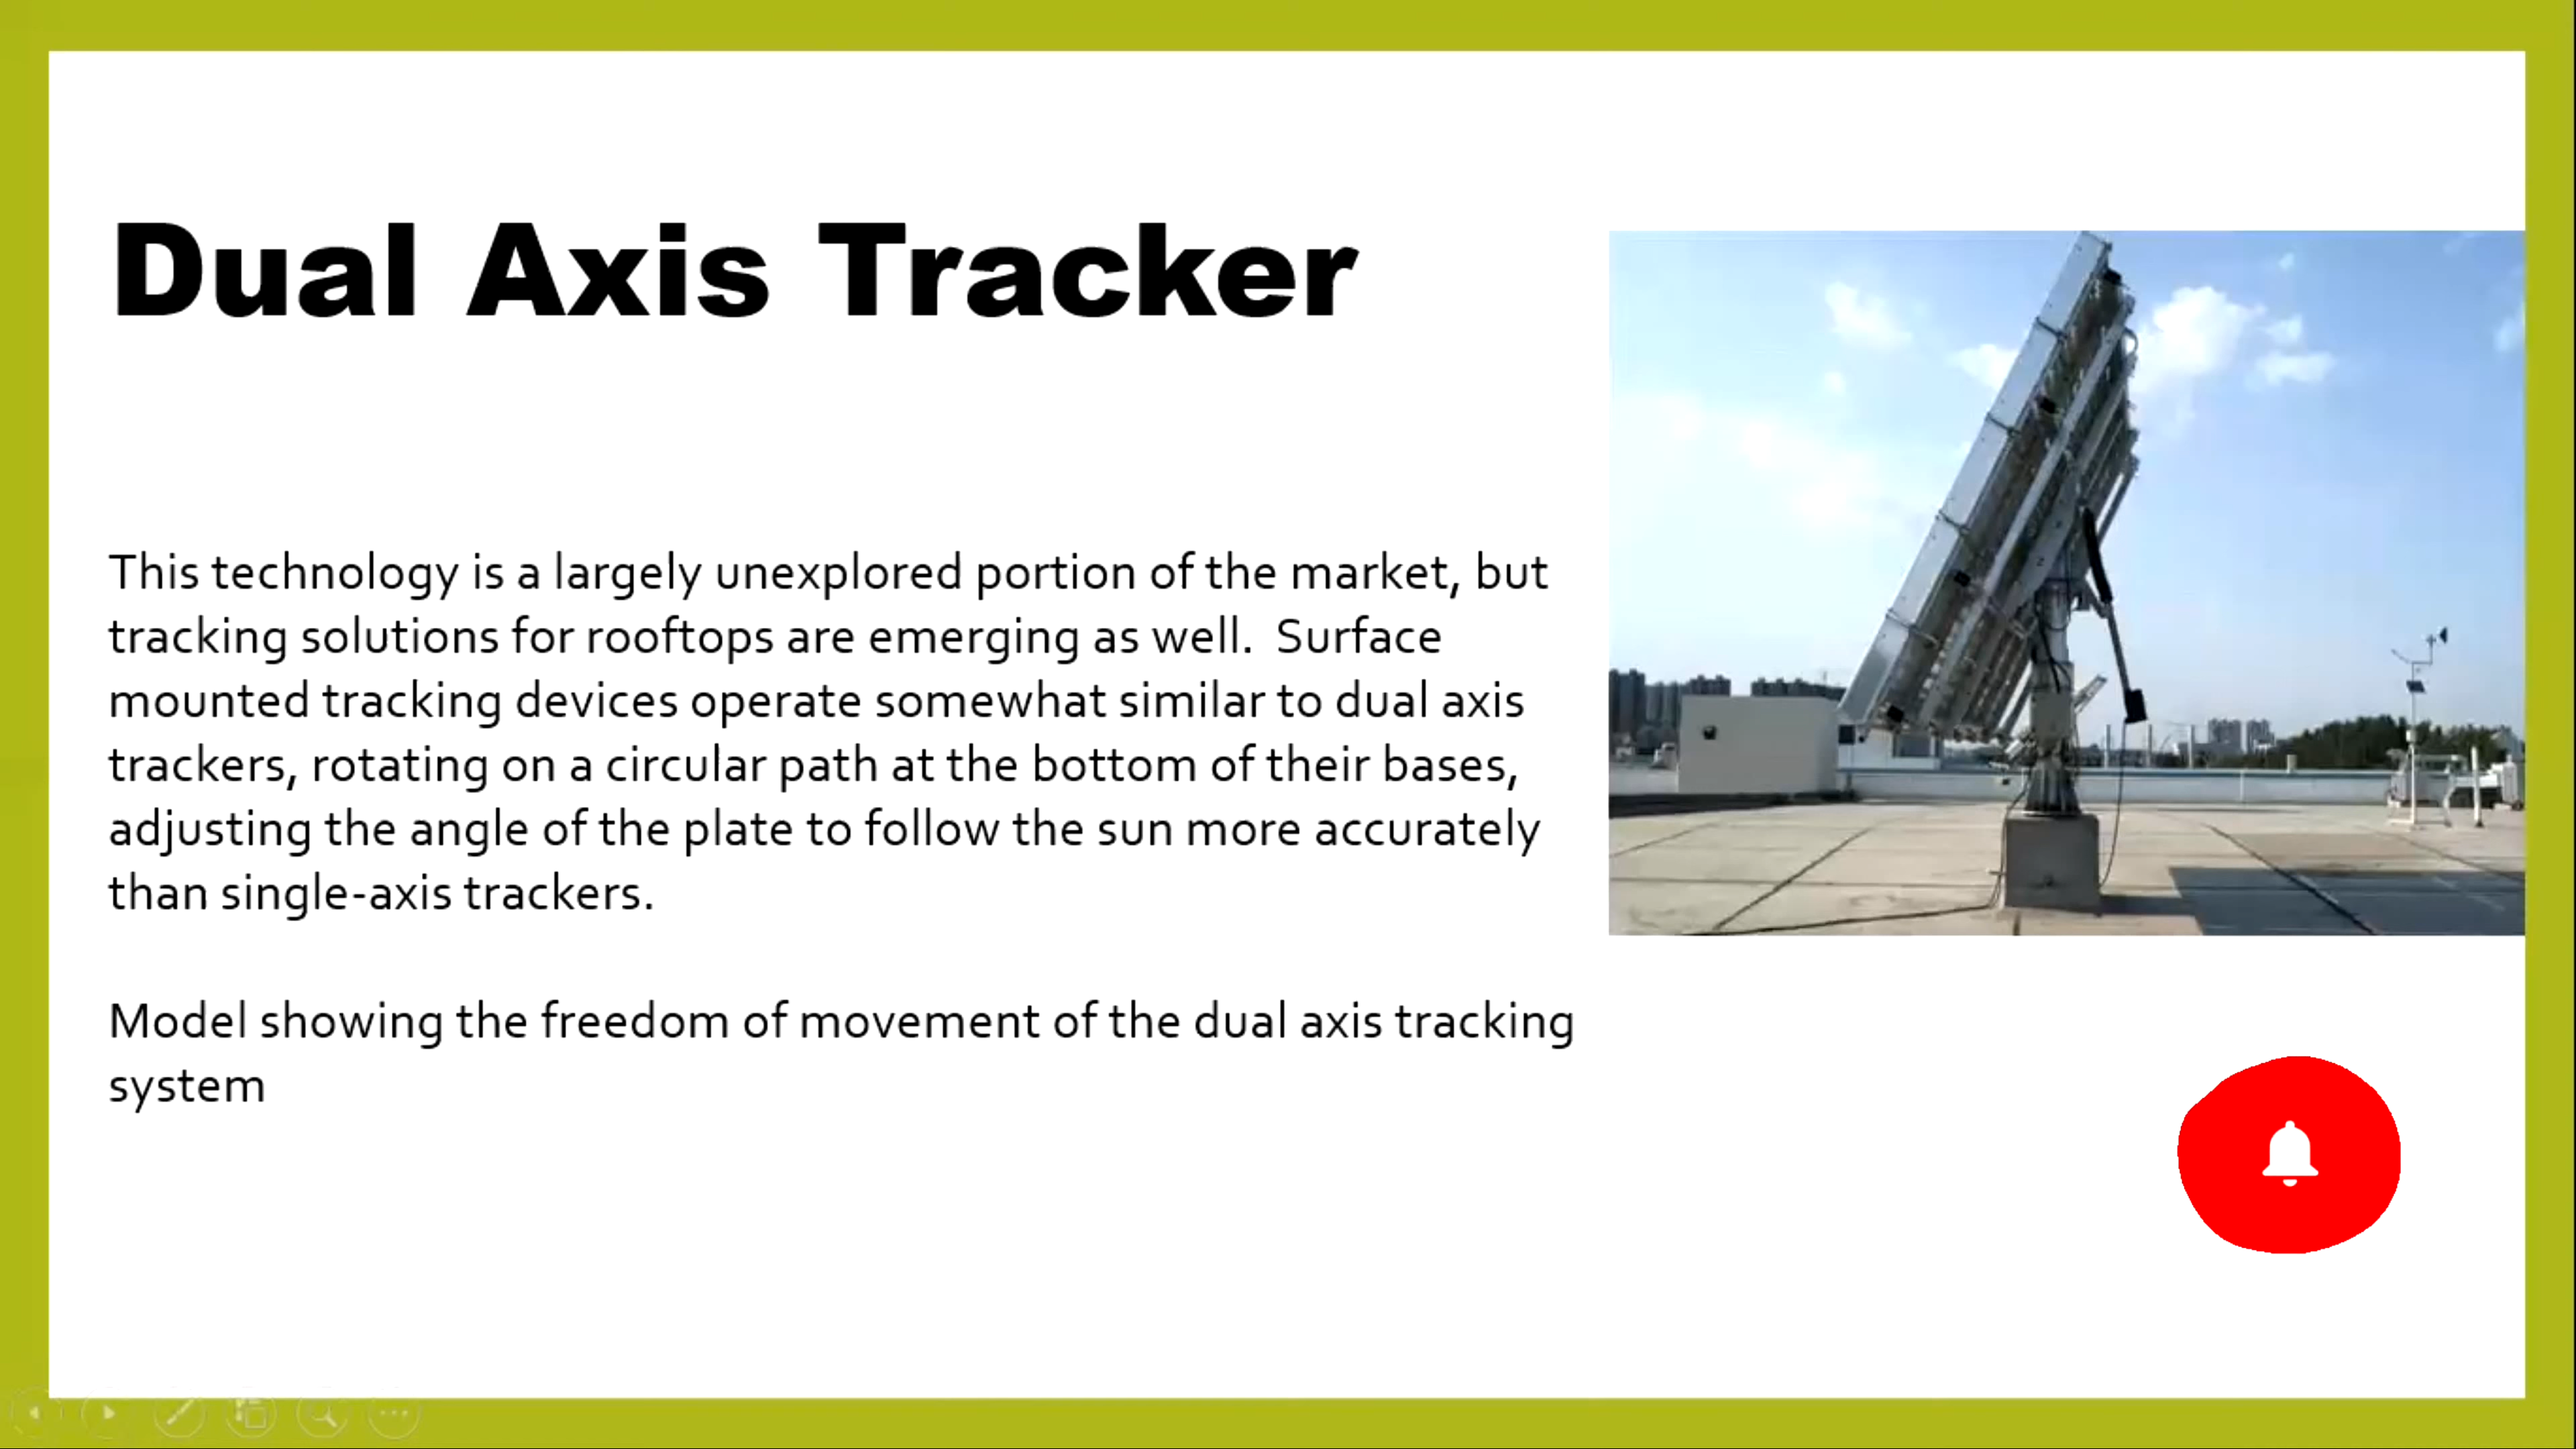 Dual Axis Tracker
This technology is a largely unexplored portion of the market, but
tracking solutions for rooftops are emerging as well.  Surface
mounted tracking devices operate somewhat similar to dual axis
trackers, rotating on a circular path at the bottom of their bases,
adjusting the angle of the plate to follow the sun more accurately
than single-axis trackers.
Model showing the freedom of movement of the dual axis tracking
system